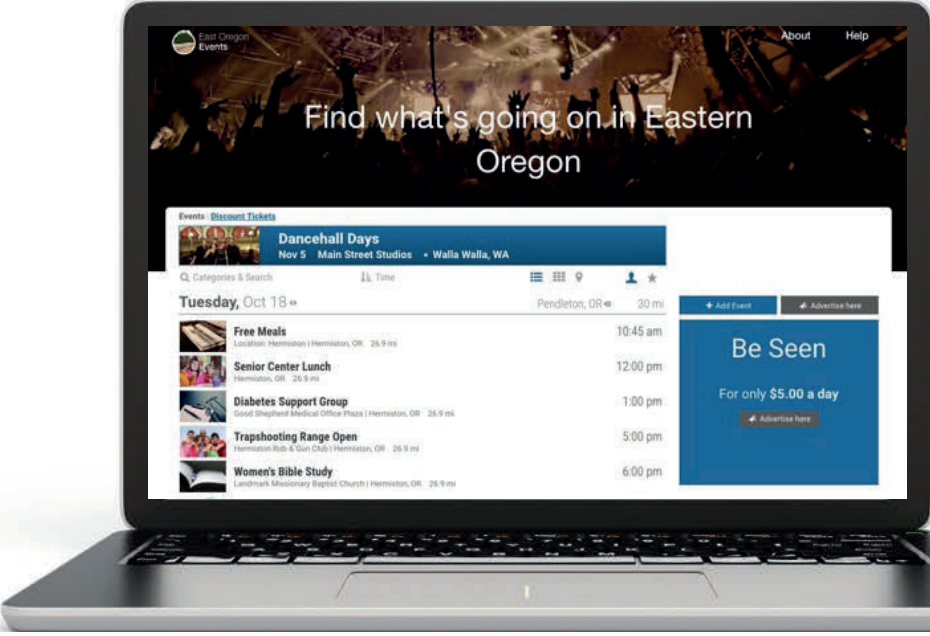 East Oregon
Events
About
Help
Find what's going on in Eastern
Oregon
Events | Discount Tickets
Dancehall Days
Nov 5 Main Street Studios • Walla Walla, WA
Categories & Search
Time
Tuesday, Oct 18
Pendleton, OR
30 mi
+ Add Event
Advertise here
Free Meals
10:45 am
Location: Hermiston | Hermiston, OR 26.9 mi
Senior Center Lunch
12:00 pm
Hermiston, OR 26.9 mi
Diabetes Support Group
1:00 pm
Good Shepherd Medical Office Plaza | Hermiston, OR 26.9 mi
Trapshooting Range Open
5:00 pm
Hermiston Rob & Gun Club | Hermiston, OR 26.9 mi
Women's Bible Study
6:00 pm
Landmark Missionary Baptist Church | Hermiston, OR 26.9 mi
Be Seen
For only $5.00 a day
Advertise here